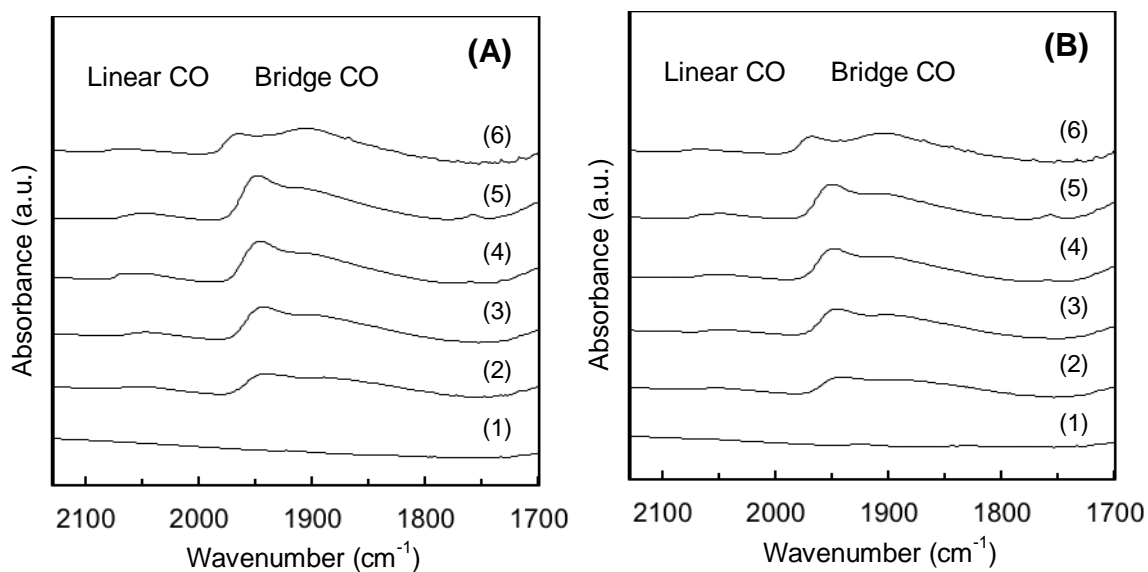 (A)
Linear CO Bridge CO
(6)
(5)
(4)
(3)
(2)
(1)
Absorbance (a.u.)
2100 2000 1900 1800 1700
Wavenumber (cm⁻¹)
(B)
Linear CO Bridge CO
(6)
(5)
(4)
(3)
(2)
(1)
Absorbance (a.u.)
2100 2000 1900 1800 1700
Wavenumber (cm⁻¹)